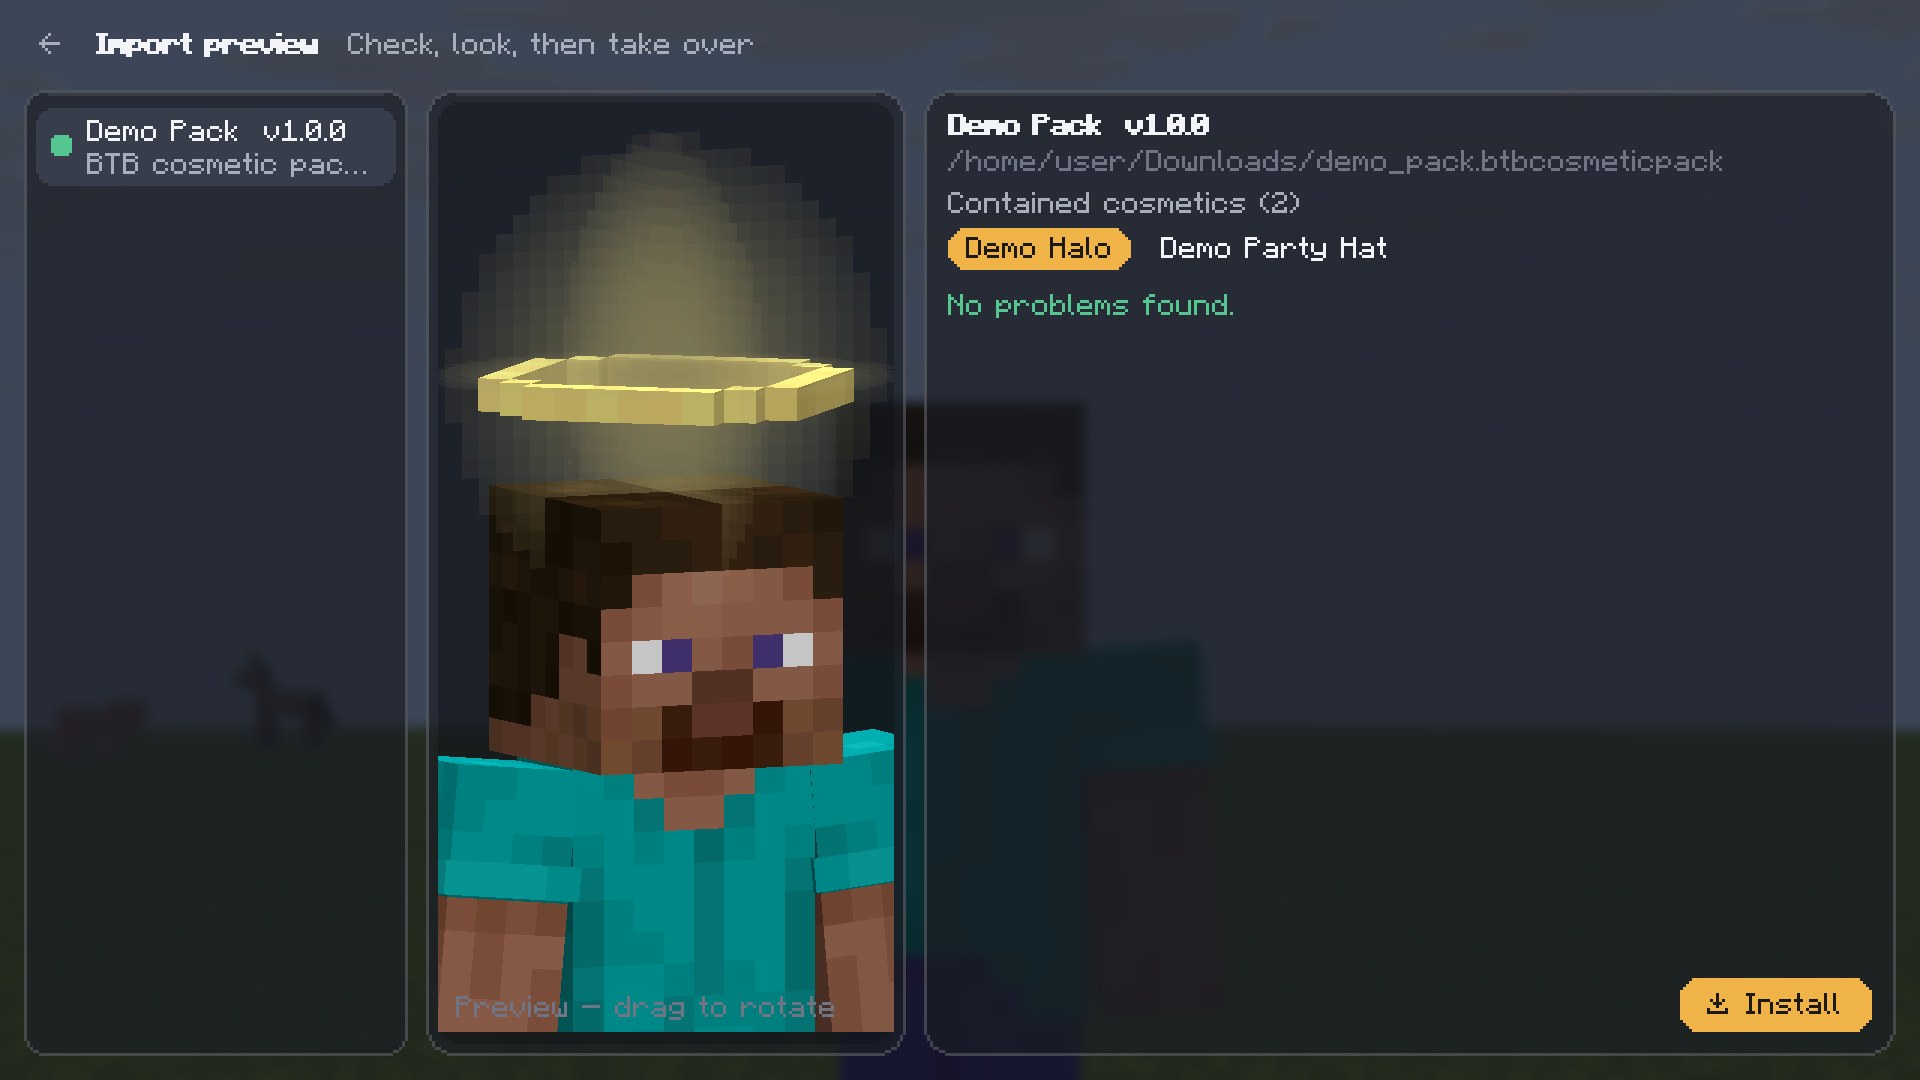 Import preview Check, look, then take over
Demo Pack v1.0.0
BTB cosmetic pac...
Preview — drag to rotate
Demo Pack v1.0.0
/home/user/Downloads/demo_pack.btbcosmeticpack
Contained cosmetics (2)
Demo Halo Demo Party Hat
No problems found.
Install